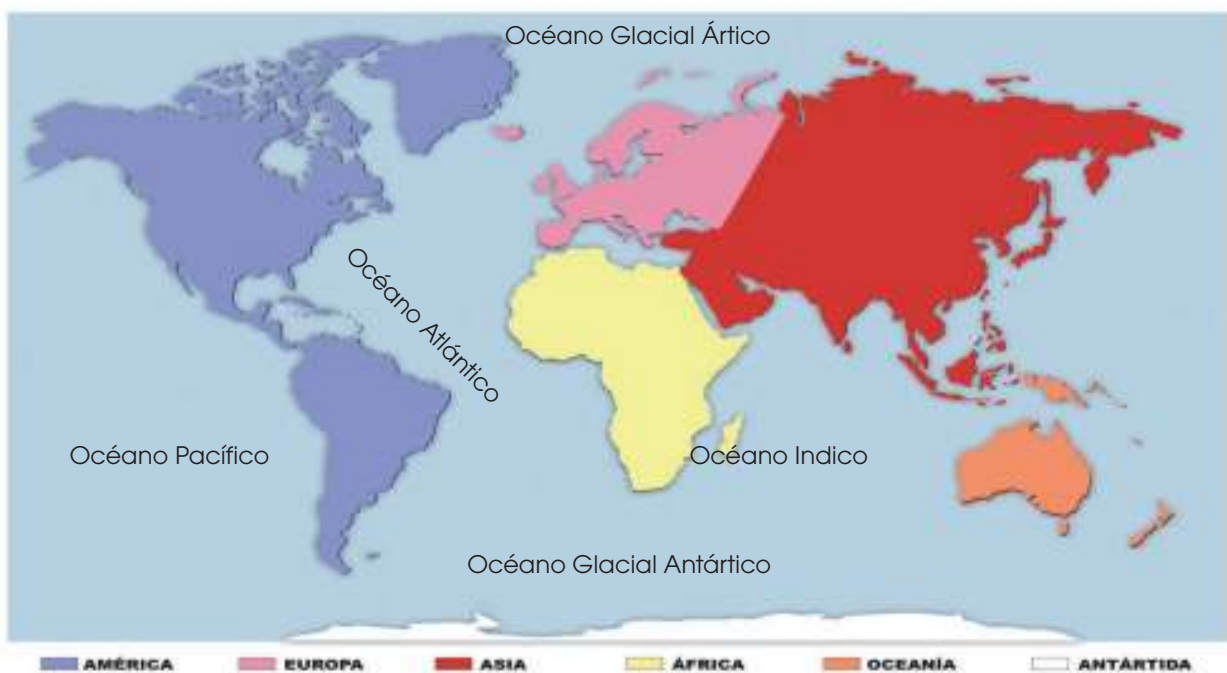 Océano Glacial Ártico
Océano Atlántico
Océano Pacífico
Océano Indico
Océano Glacial Antártico
AMÉRICA
EUROPA
ASIA
ÁFRICA
OCEANÍA
ANTÁRTIDA